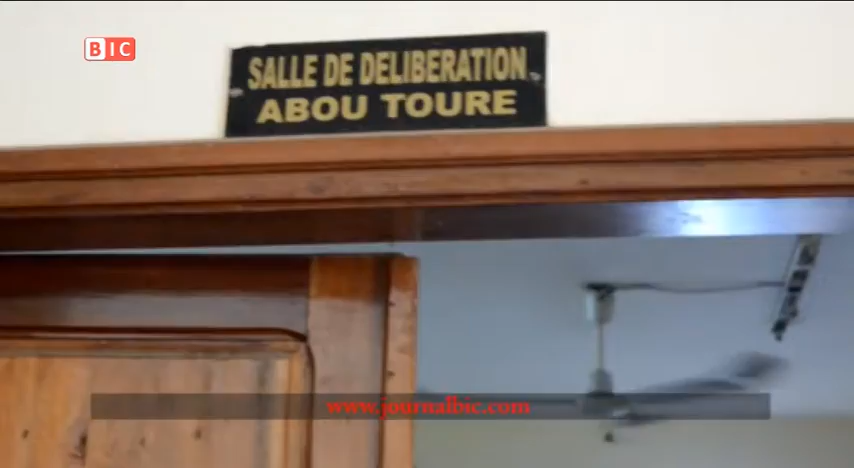 BIC
SALLE DE DELIBERATION
ABOU TOURE
www.journalbic.com